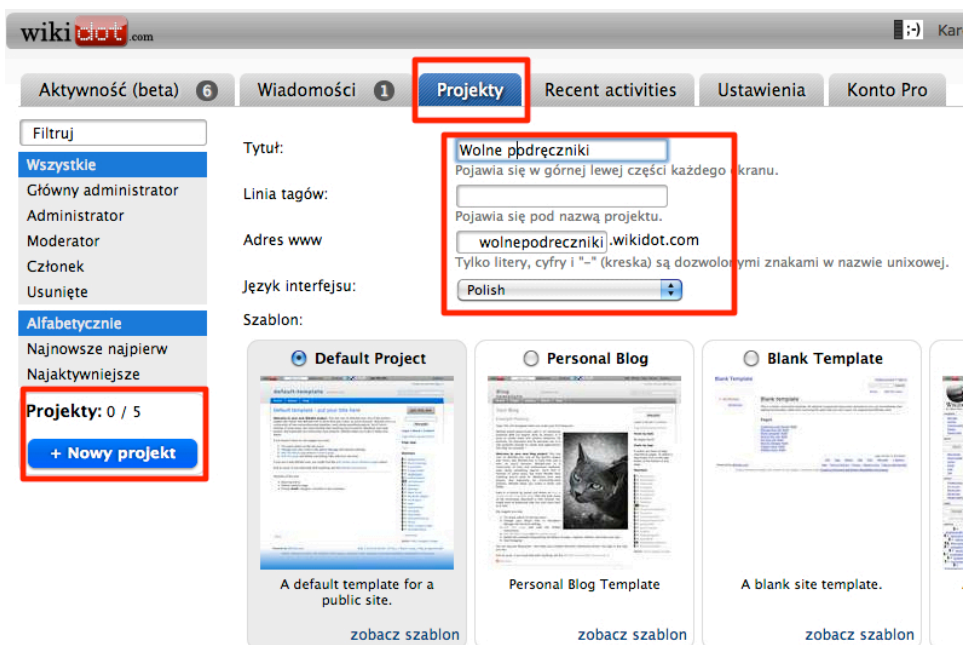 wikidot.com
;-) Kar
Aktywność (beta) 6
Wiadomości 1
Projekty
Recent activities
Ustawienia
Konto Pro
Filtruj
Wszystkie
Główny administrator
Administrator
Moderator
Członek
Usunięte
Alfabetycznie
Najnowsze najpierw
Najaktywniejsze
Projekty: 0 / 5
+ Nowy projekt
Tytuł:
Wolne podręczniki
Pojawia się w górnej lewej części każdego ekranu.
Linia tagów:
Pojawia się pod nazwą projektu.
Adres www
wolnepodreczniki .wikidot.com
Tylko litery, cyfry i "-" (kreska) są dozwolonymi znakami w nazwie unixowej.
Język interfejsu:
Polish
Szablon:
Default Project
A default template for a
public site.
zobacz szablon
Personal Blog
Personal Blog Template
zobacz szablon
Blank Template
Blank template
A blank site template.
zobacz szablon